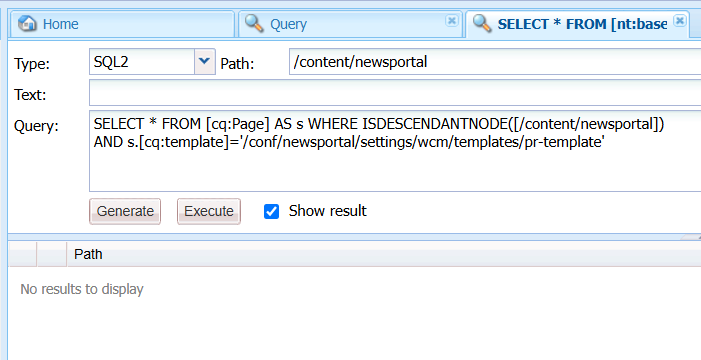 Home
Query
SELECT * FROM [nt:base
Type:
SQL2
Path:
/content/newsportal
Text:
Query:
SELECT * FROM [cq:Page] AS s WHERE ISDESCENDANTNODE([/content/newsportal])
AND s.[cq:template]='/conf/newsportal/settings/wcm/templates/pr-template'
Generate
Execute
Show result
Path
No results to display